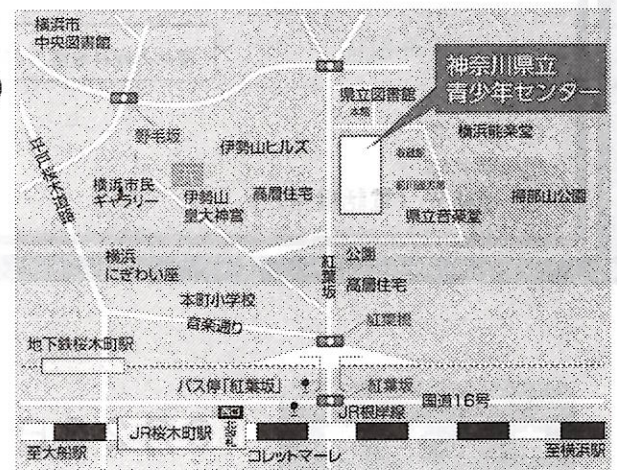 横浜市
中央図書館
神奈川県立
青少年センター
県立図書館
本館
野毛坂
伊勢山ヒルズ
横浜能楽堂
平戸桜木道路
横浜市民
ギャラリー
伊勢山
皇大神宮
高層住宅
掃部山公園
県立音楽堂
横浜
にぎわい座
紅葉坂
公園
高層住宅
本町小学校
音楽通り
紅葉橋
地下鉄桜木町駅
バス停「紅葉坂」
紅葉坂
国道16号
JR根岸線
JR桜木町駅
至大船駅
コレットマーレ
至横浜駅